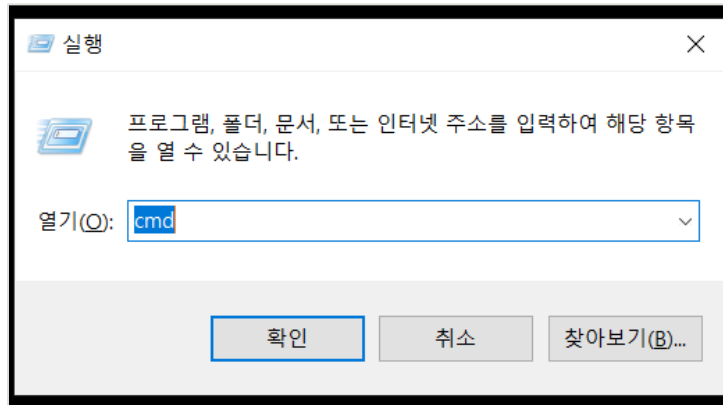 실행
프로그램, 폴더, 문서, 또는 인터넷 주소를 입력하여 해당 항목
을 열 수 있습니다.
열기(O): cmd
확인 취소 찾아보기(B)...